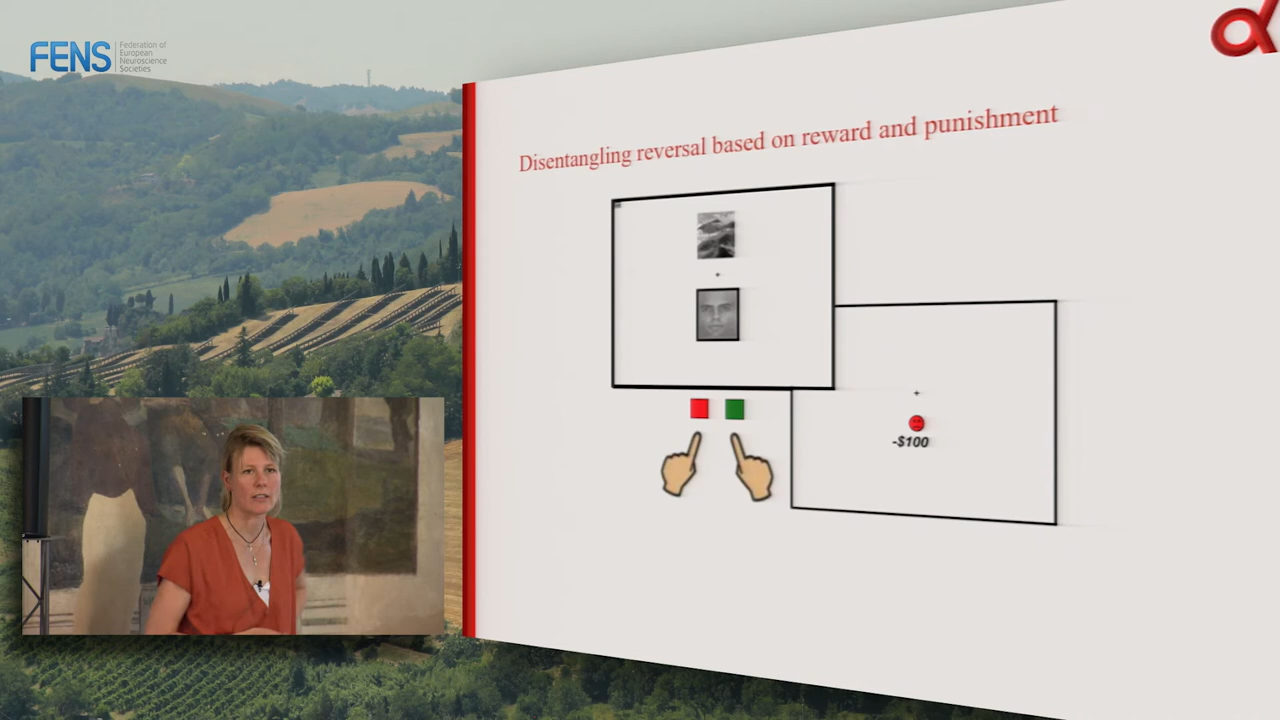 FENS
Federation of
European
Neuroscience
Societies
Disentangling reversal based on reward and punishment
-$100